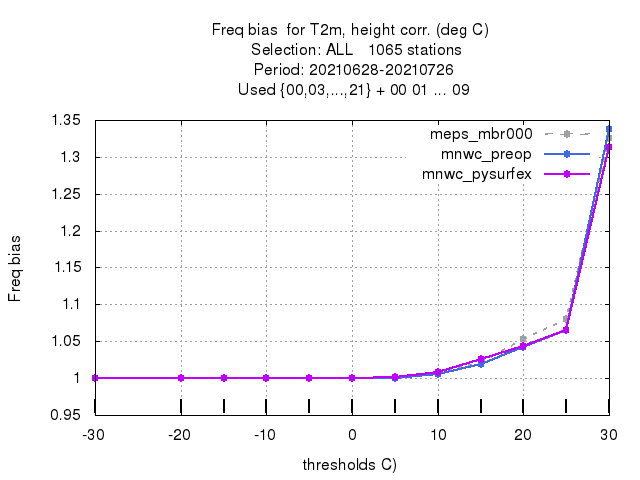 Freq bias  for T2m, height corr. (deg C)
Selection: ALL   1065 stations
Period: 20210628-20210726
Used {00,03,...,21} + 00 01 ... 09
meps_mbr000
mnwc_preop
mnwc_pysurfex
Freq bias
1.35
1.3
1.25
1.2
1.15
1.1
1.05
1
0.95
-30 -20 -10 0 10 20 30
thresholds C)